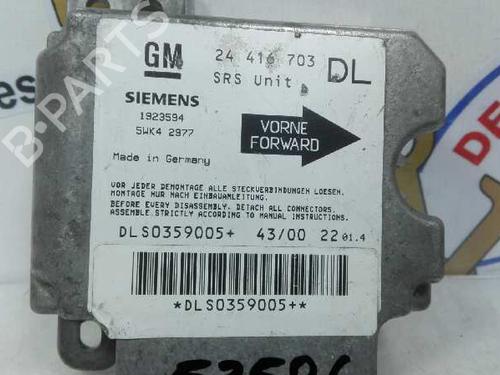 GM
24 416 703 DL
SRS Unit
SIEMENS
1923594
5WK4 2977
VORNE
FORWARD
Made in Germany
VOR JEDER DEMONTAGE ALLE STECKVERBINDUNGEN LOESEN.
MONTAGE NUR NACH EINBAUANLEITUNG.
BEFORE EVERY DISASSEMBLY. DETACH ALL CONNECTORS.
ASSEMBLE STRICTLY ACCORDING TO MANUAL INSTRUCTIONS.
DLS0359005+ 43/00 22 01.4
*DLS0359005+*
B-PARTS